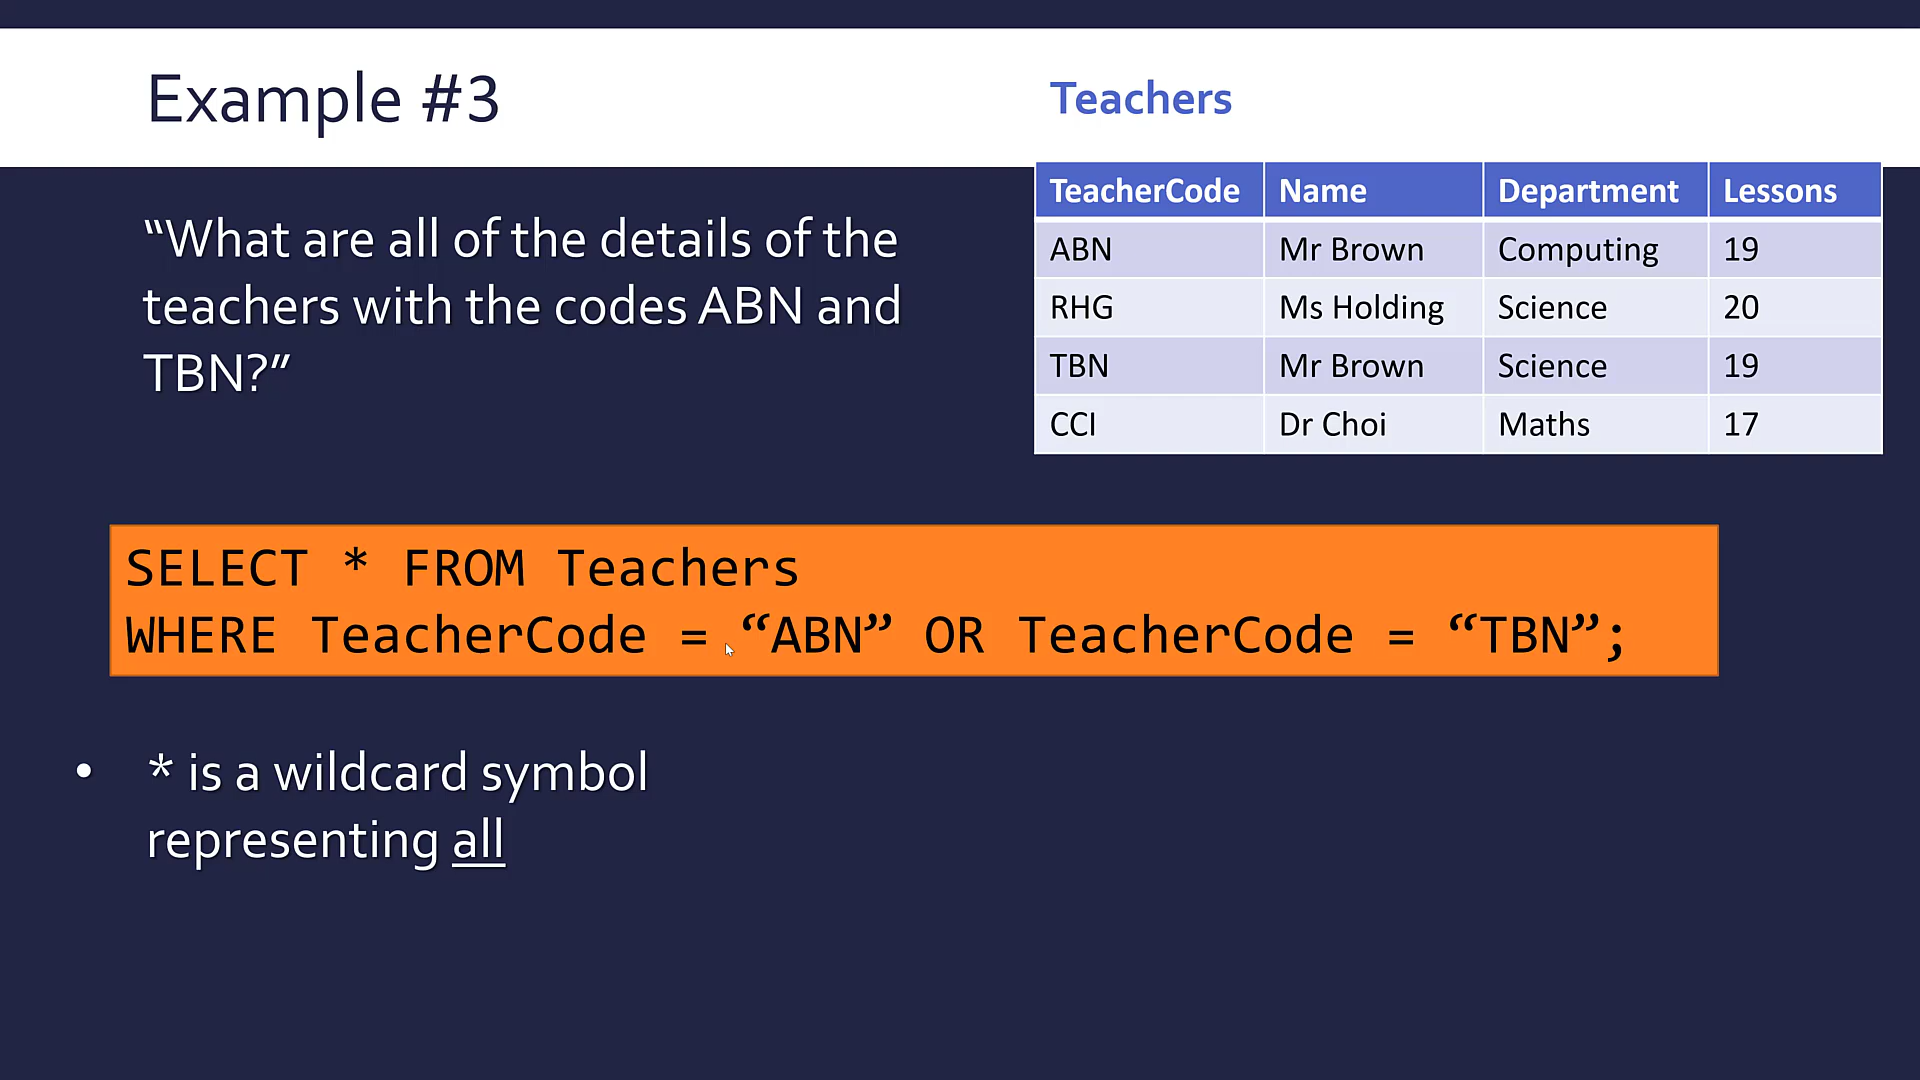 Example #3
Teachers
“What are all of the details of the
teachers with the codes ABN and
TBN?”
TeacherCode Name Department Lessons
ABN Mr Brown Computing 19
RHG Ms Holding Science 20
TBN Mr Brown Science 19
CCI Dr Choi Maths 17
SELECT * FROM Teachers
WHERE TeacherCode = “ABN” OR TeacherCode = “TBN”;
• * is a wildcard symbol
representing all